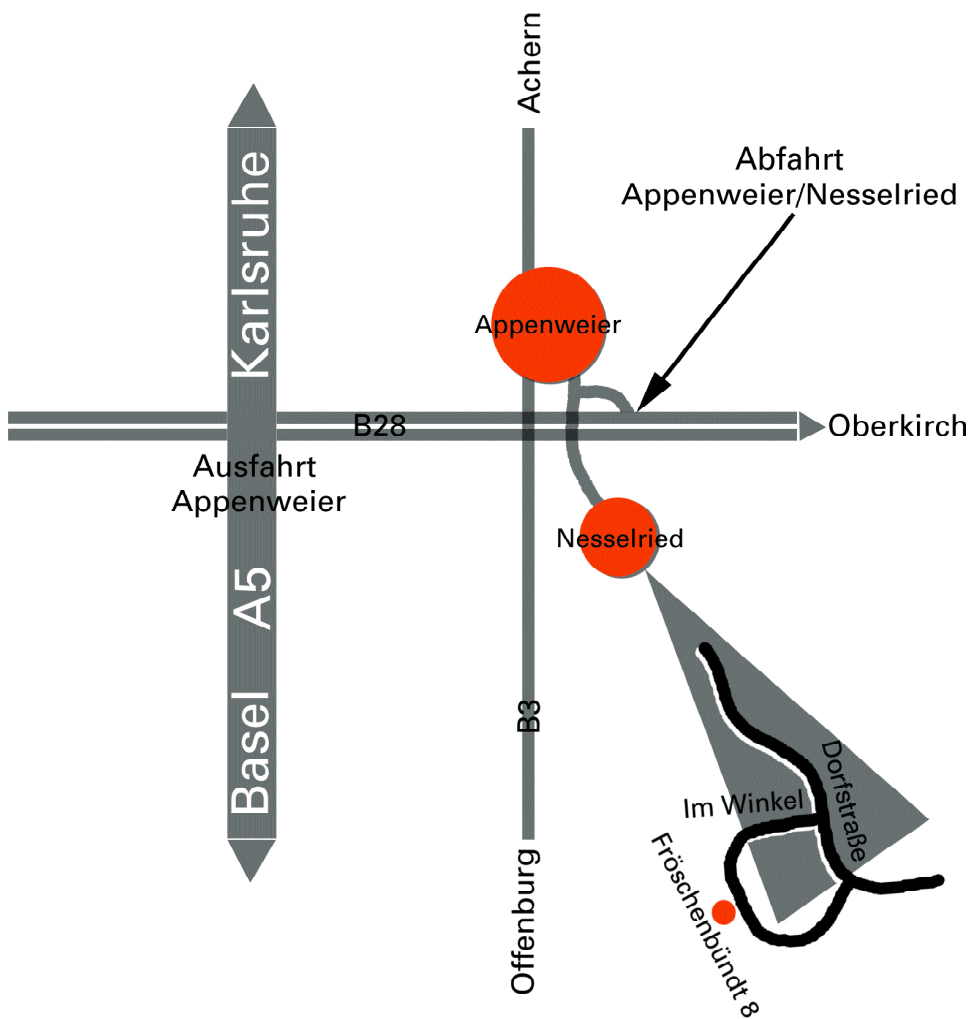 Achern
Abfahrt
Appenweier/Nesselried
Karlsruhe
Appenweier
B28
Oberkirch
Ausfahrt
Appenweier
Nesselried
A5
Basel
B3
Dorfstraße
Im Winkel
Fröschenbündt 8
Offenburg